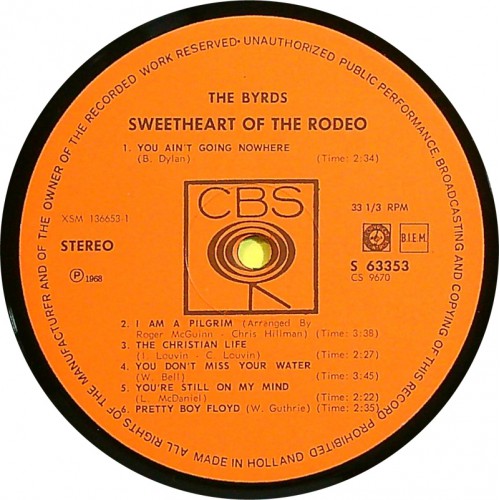 ALL RIGHTS OF THE MANUFACTURER AND OF THE OWNER OF THE RECORDED WORK RESERVED • UNAUTHORIZED PUBLIC PERFORMANCE, BROADCASTING AND COPYING OF THIS RECORD PROHIBITED
THE BYRDS
SWEETHEART OF THE RODEO
1. YOU AIN'T GOING NOWHERE
(B. Dylan) (Time: 2:34)
CBS
XSM 136653-1
33 1/3 RPM
STEREO
B.I.E.M.
S 63353
CS 9670
P 1968
2. I AM A PILGRIM (Arranged By
Roger McGuinn - Chris Hillman) (Time: 3:38)
3. THE CHRISTIAN LIFE
(I. Louvin - C. Louvin) (Time: 2:27)
4. YOU DON'T MISS YOUR WATER
(W. Bell) (Time: 3:45)
5. YOU'RE STILL ON MY MIND
(L. McDaniel) (Time: 2:22)
6. PRETTY BOY FLOYD (W. Guthrie) (Time: 2:35)
MADE IN HOLLAND